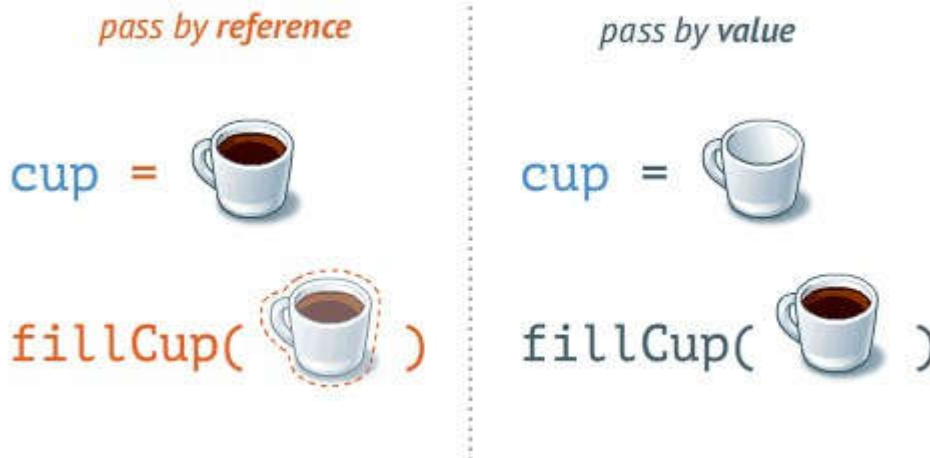 pass by reference
cup =
fillCup( )
pass by value
cup =
fillCup( )